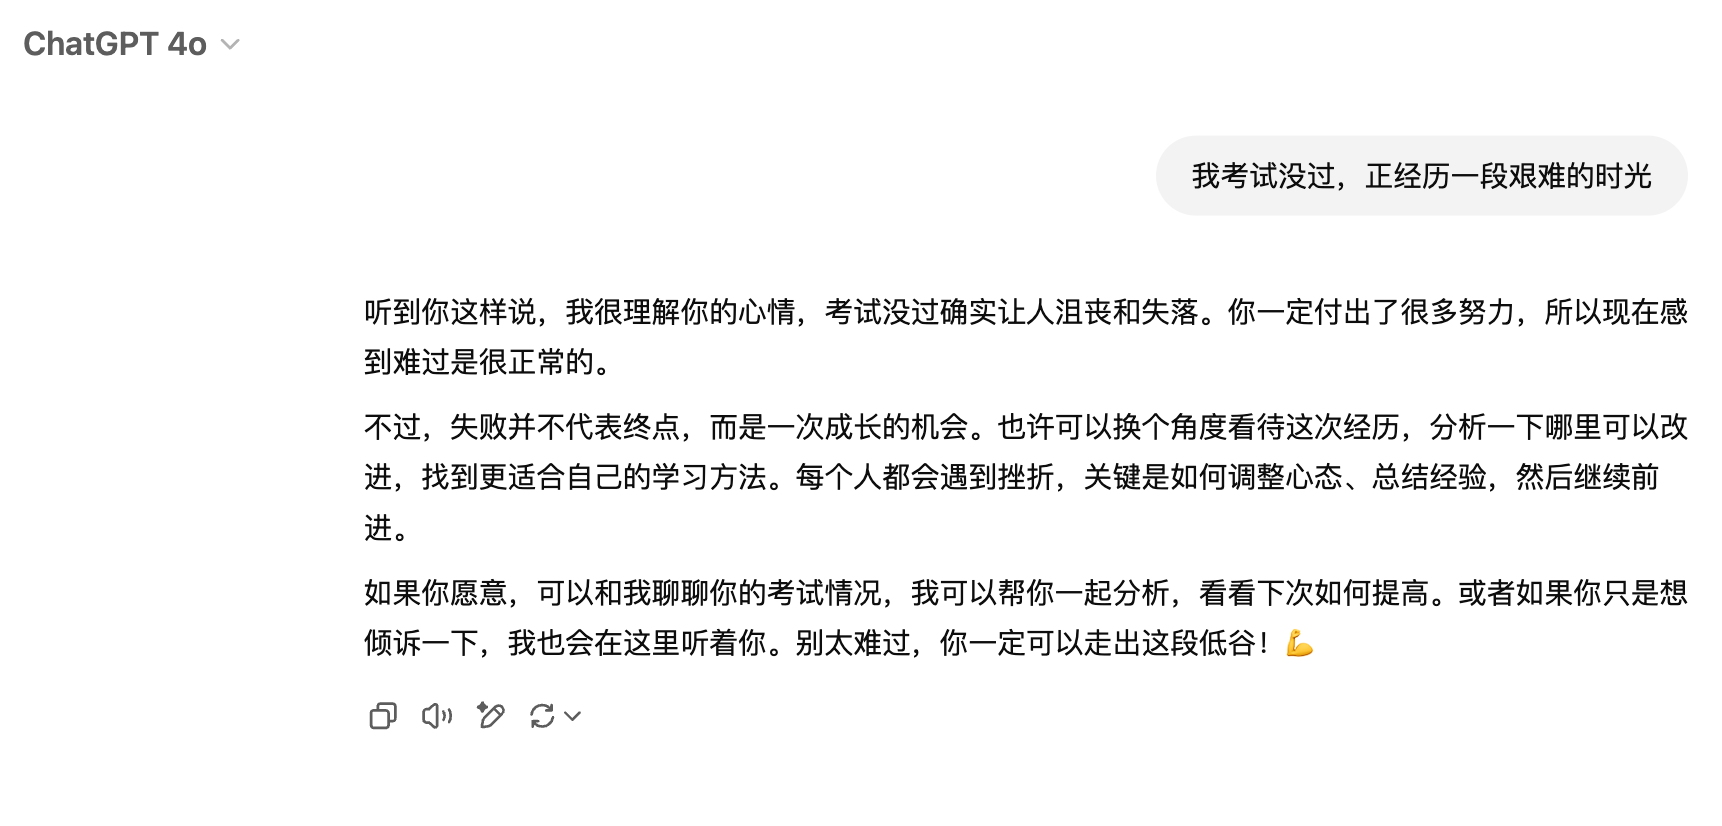 ChatGPT 4o
我考试没过，正经历一段艰难的时光
听到你这样说，我很理解你的心情，考试没过确实让人沮丧和失落。你一定付出了很多努力，所以现在感
到难过是很正常的。
不过，失败并不代表终点，而是一次成长的机会。也许可以换个角度看待这次经历，分析一下哪里可以改
进，找到更适合自己的学习方法。每个人都会遇到挫折，关键是如何调整心态、总结经验，然后继续前
进。
如果你愿意，可以和我聊聊你的考试情况，我可以帮你一起分析，看看下次如何提高。或者如果你只是想
倾诉一下，我也会在这里听着你。别太难过，你一定可以走出这段低谷！💪